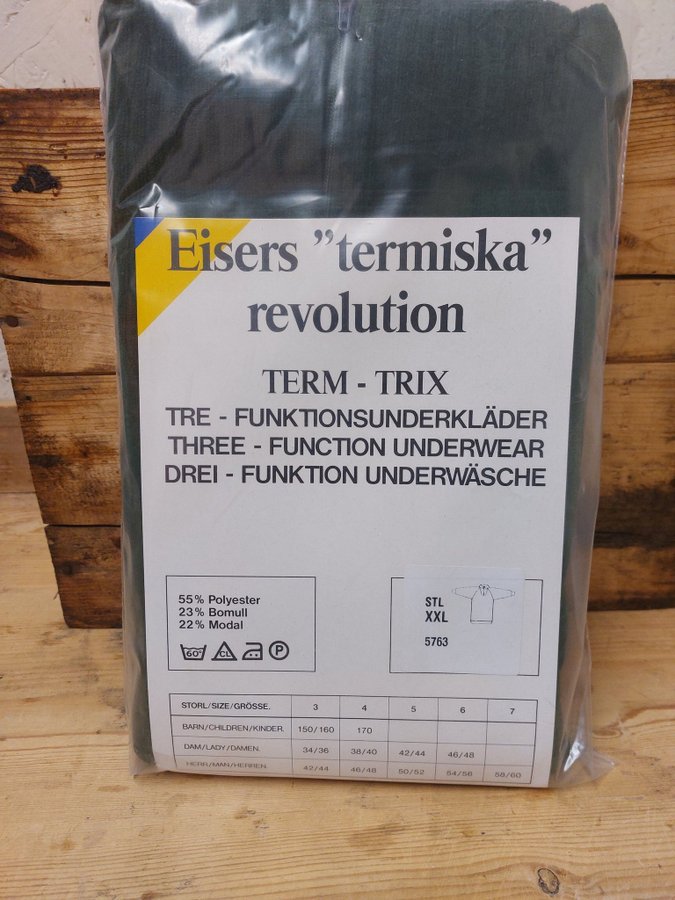 Eisers ”termiska”
revolution
TERM - TRIX
TRE - FUNKTIONSUNDERKLÄDER
THREE - FUNCTION UNDERWEAR
DREI - FUNKTION UNDERWÄSCHE
55% Polyester
23% Bomull
22% Modal
60° CL P
STL
XXL
5763
STORL/SIZE/GRÖSSE. 3 4 5 6 7
BARN/CHILDREN/KINDER. 150/160 170
DAM/LADY/DAMEN. 34/36 38/40 42/44 46/48
HERR/MAN/HERREN. 42/44 46/48 50/52 54/56 58/60